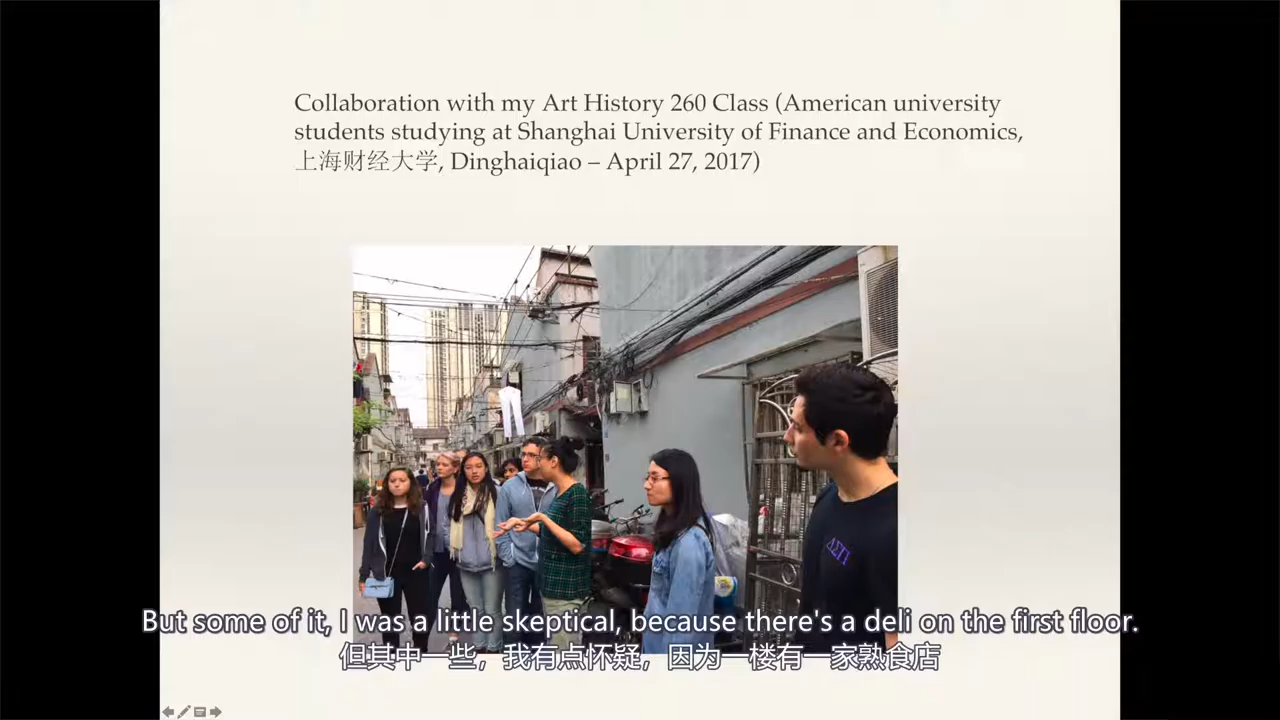 Collaboration with my Art History 260 Class (American university
students studying at Shanghai University of Finance and Economics,
上海财经大学, Dinghaiqiao – April 27, 2017)
ΔΣΠ
But some of it, I was a little skeptical, because there's a deli on the first floor.
但其中一些，我有点怀疑，因为一楼有一家熟食店